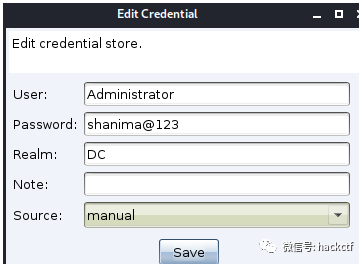 Edit Credential
Edit credential store.
User: Administrator
Password: shanima@123
Realm: DC
Note:
Source: manual
Save
微信号: hackctf